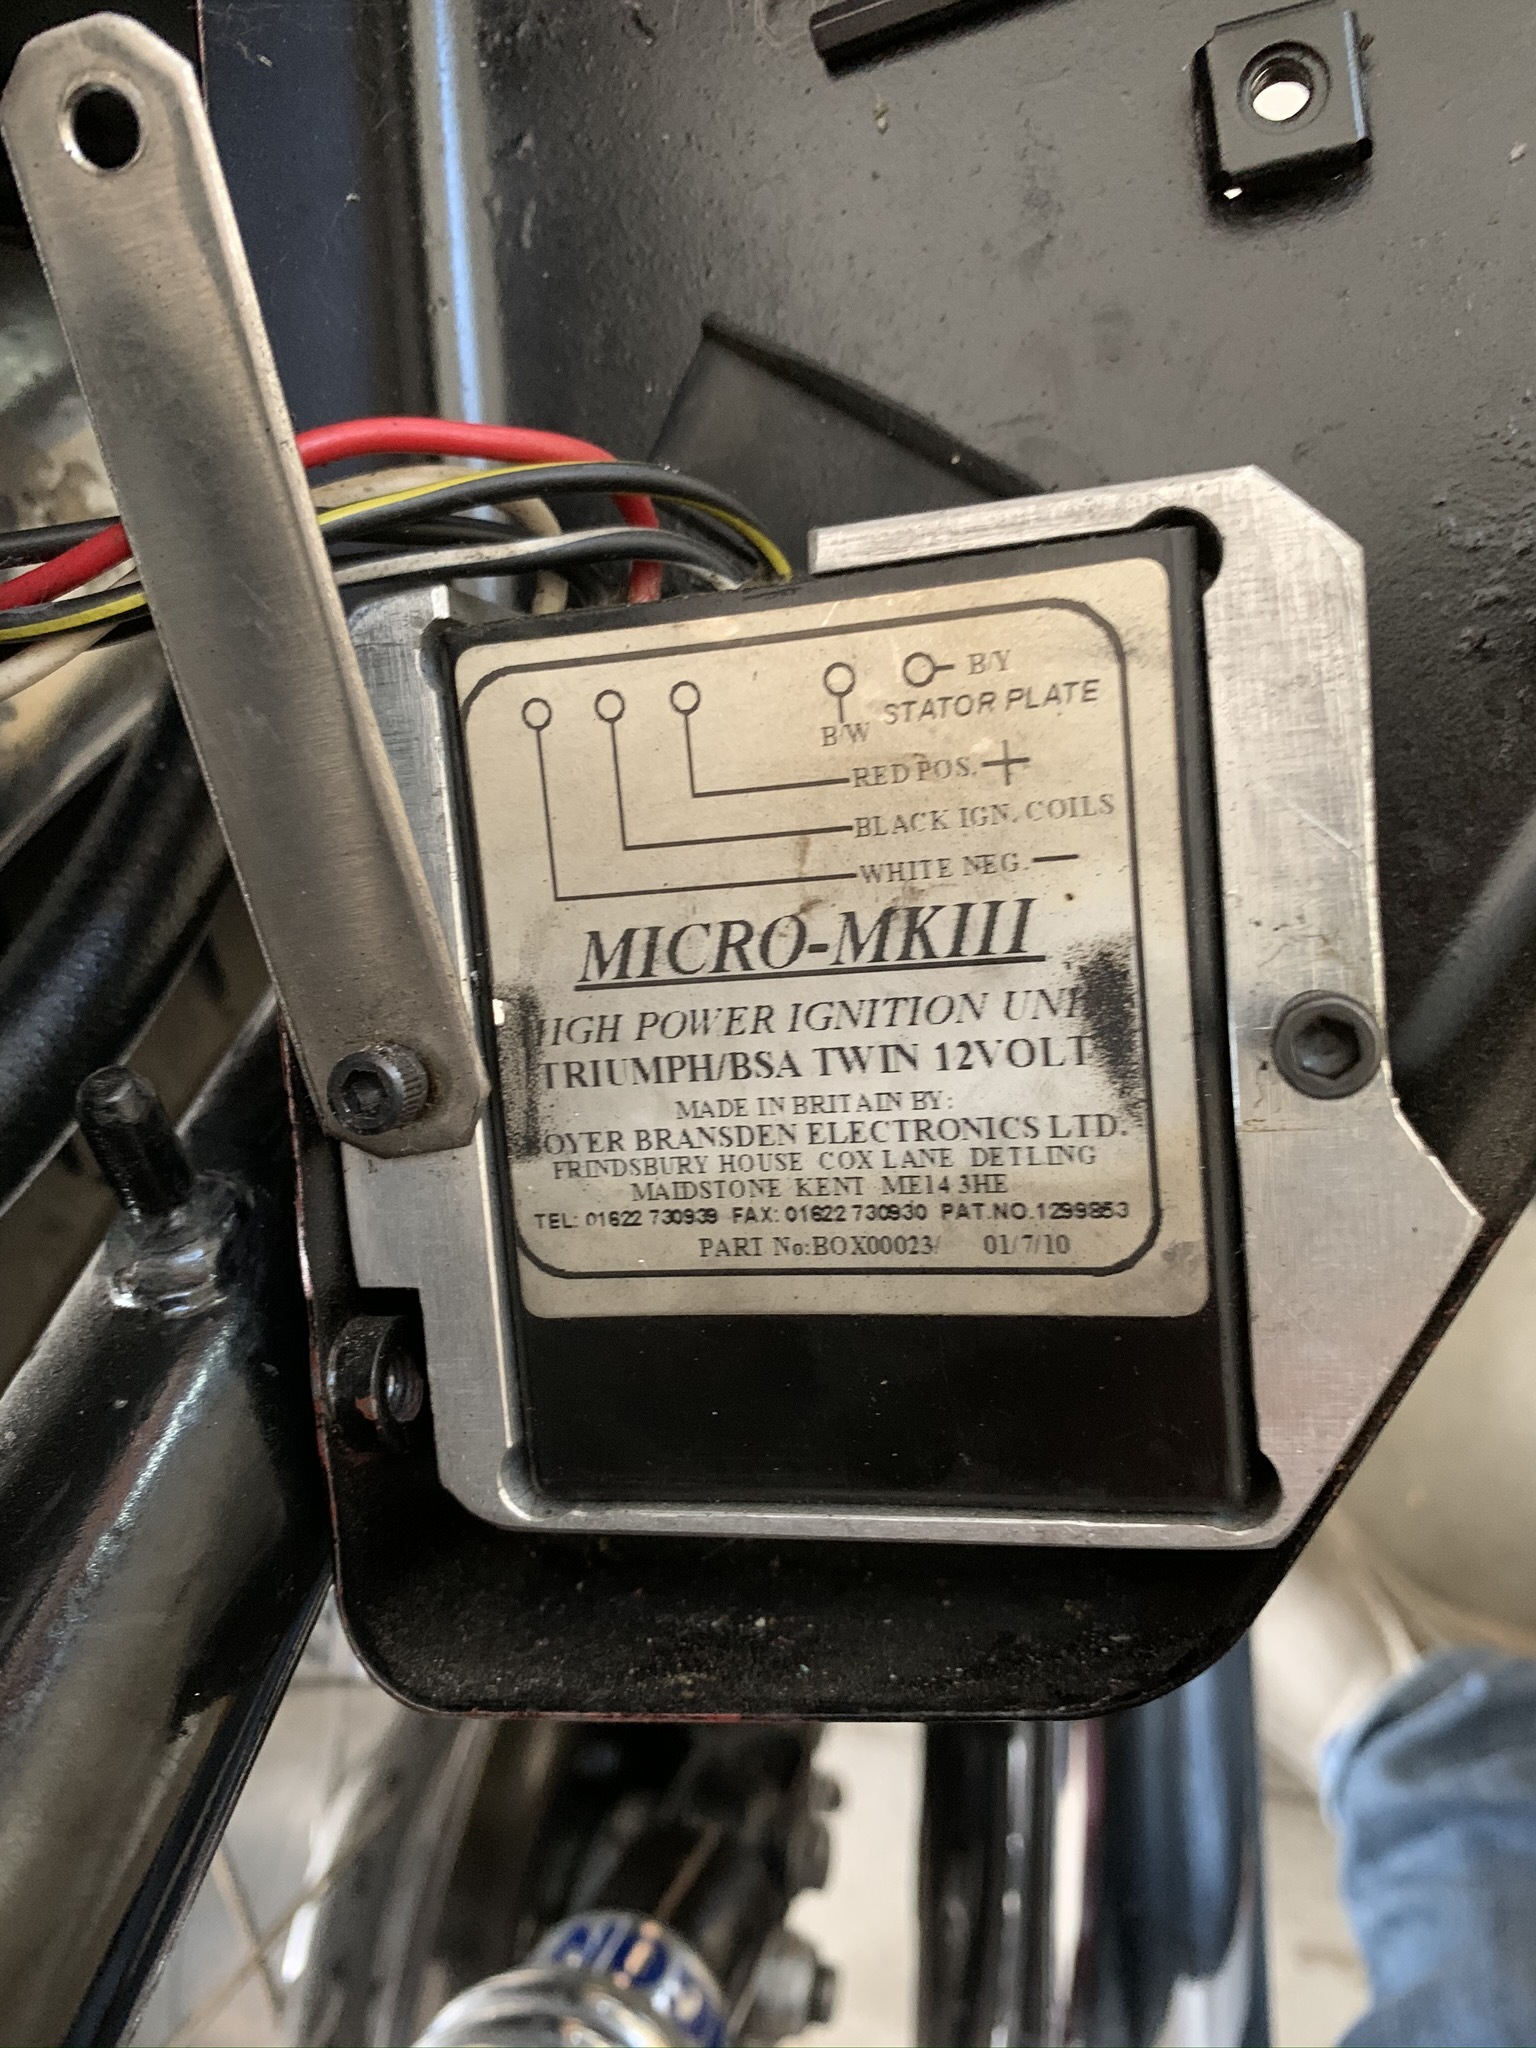 B/Y
STATOR PLATE
B/W
RED POS. +
BLACK IGN. COILS
WHITE NEG. −
MICRO-MKIII
HIGH POWER IGNITION UNI
TRIUMPH/BSA TWIN 12VOLT
MADE IN BRITAIN BY:
OYER BRANSDEN ELECTRONICS LTD.
FRINDSBURY HOUSE COX LANE DETLING
MAIDSTONE KENT ME14 3HE
TEL: 01622 730939 FAX: 01622 730930 PAT.NO.1299853
PART No:BOX00023/ 01/7/10